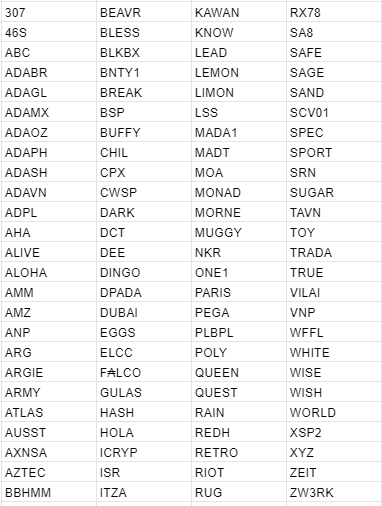 307 BEAVR KAWAN RX78
46S BLESS KNOW SA8
ABC BLKBX LEAD SAFE
ADABR BNTY1 LEMON SAGE
ADAGL BREAK LIMON SAND
ADAMX BSP LSS SCV01
ADAOZ BUFFY MADA1 SPEC
ADAPH CHIL MADT SPORT
ADASH CPX MOA SRN
ADAVN CWSP MONAD SUGAR
ADPL DARK MORNE TAVN
AHA DCT MUGGY TOY
ALIVE DEE NKR TRADA
ALOHA DINGO ONE1 TRUE
AMM DPADA PARIS VILAI
AMZ DUBAI PEGA VNP
ANP EGGS PLBPL WFFL
ARG ELCC POLY WHITE
ARGIE F₳LCO QUEEN WISE
ARMY GULAS QUEST WISH
ATLAS HASH RAIN WORLD
AUSST HOLA REDH XSP2
AXNSA ICRYP RETRO XYZ
AZTEC ISR RIOT ZEIT
BBHMM ITZA RUG ZW3RK